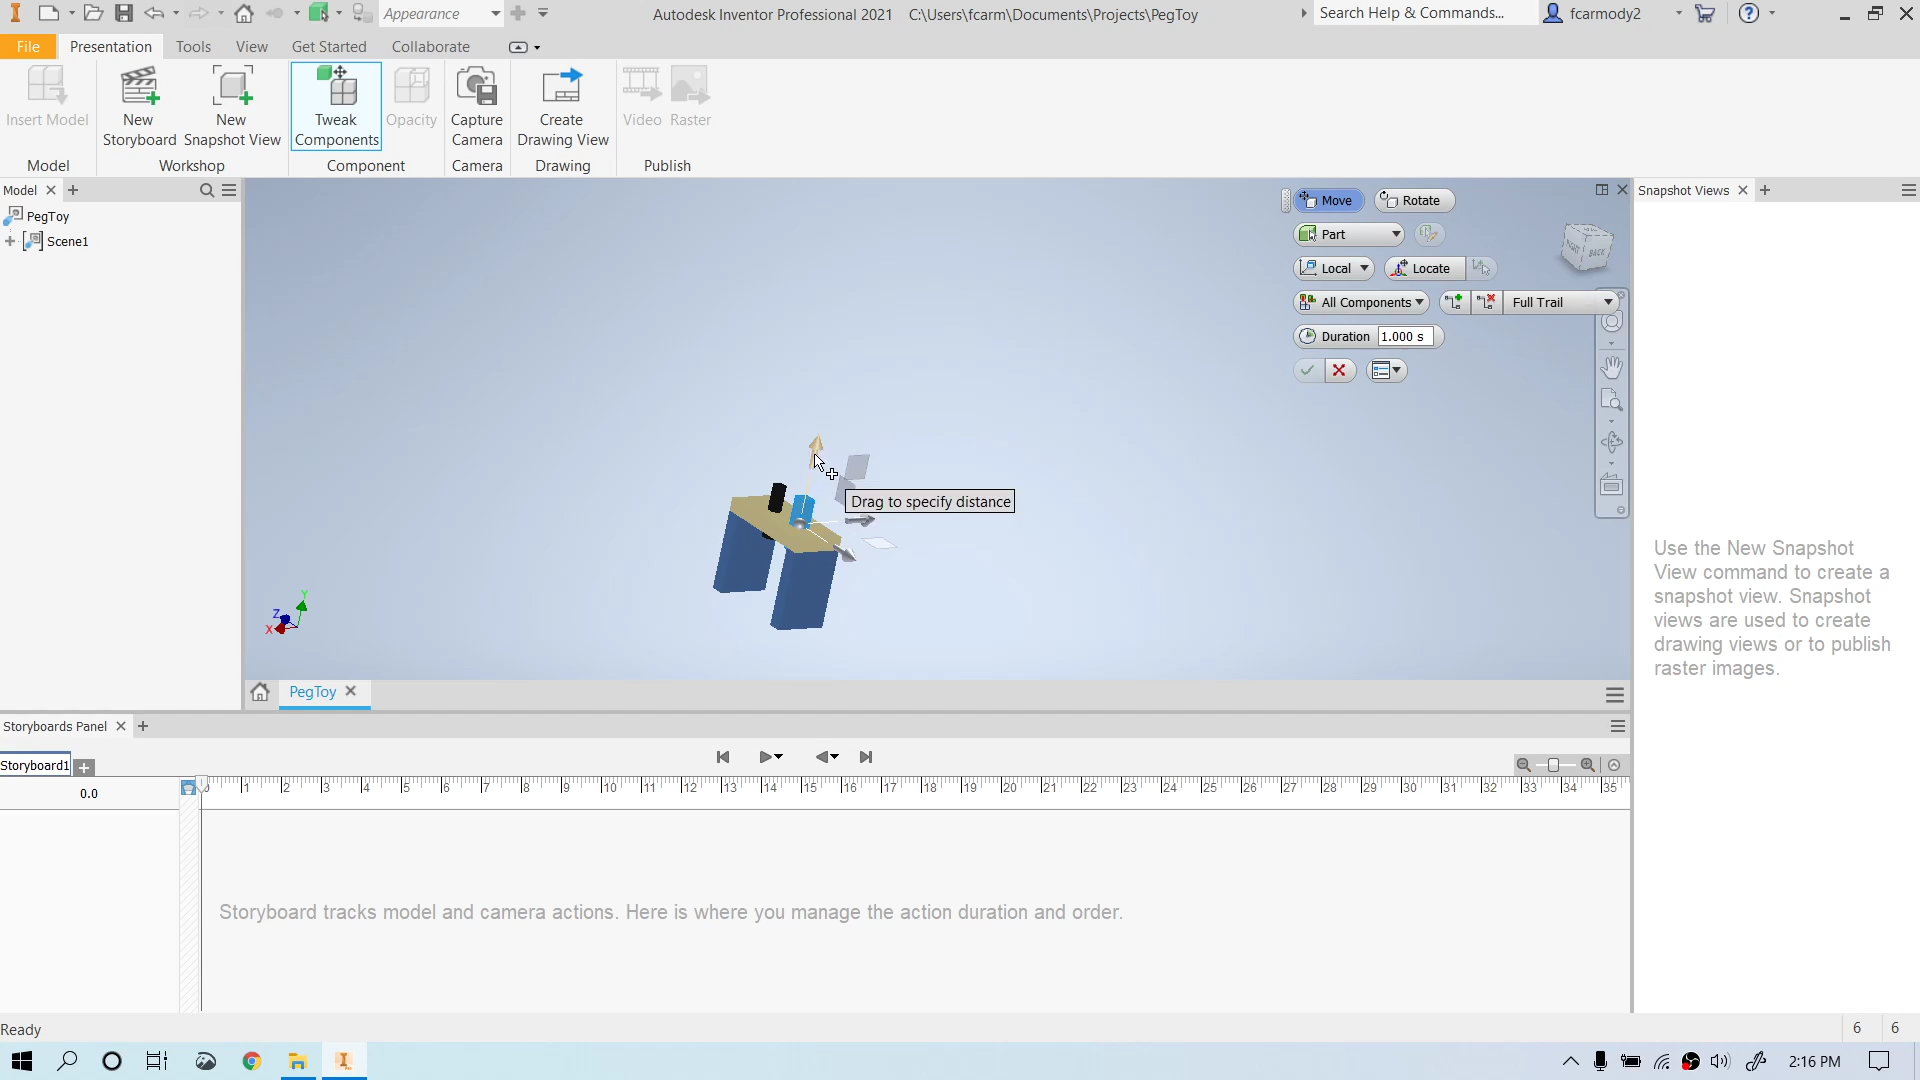 Appearance
Autodesk Inventor Professional 2021 C:\Users\fcarm\Documents\Projects\PegToy
Search Help & Commands...
fcarmody2
File
Presentation
Tools
View
Get Started
Collaborate
Insert Model
New
Storyboard
New
Snapshot View
Tweak
Components
Opacity
Capture
Camera
Create
Drawing View
Video
Raster
Model
Workshop
Component
Camera
Drawing
Publish
Model
PegToy
Scene1
Move
Rotate
Part
Local
Locate
All Components
Full Trail
Duration 1.000 s
RIGHT
BACK
Snapshot Views
Drag to specify distance
Y
Z
X
Use the New Snapshot
View command to create a
snapshot view. Snapshot
views are used to create
drawing views or to publish
raster images.
PegToy
Storyboards Panel
Storyboard1
0.0
1 2 3 4 5 6 7 8 9 10 11 12 13 14 15 16 17 18 19 20 21 22 23 24 25 26 27 28 29 30 31 32 33 34 35
Storyboard tracks model and camera actions. Here is where you manage the action duration and order.
Ready
6 6
2:16 PM